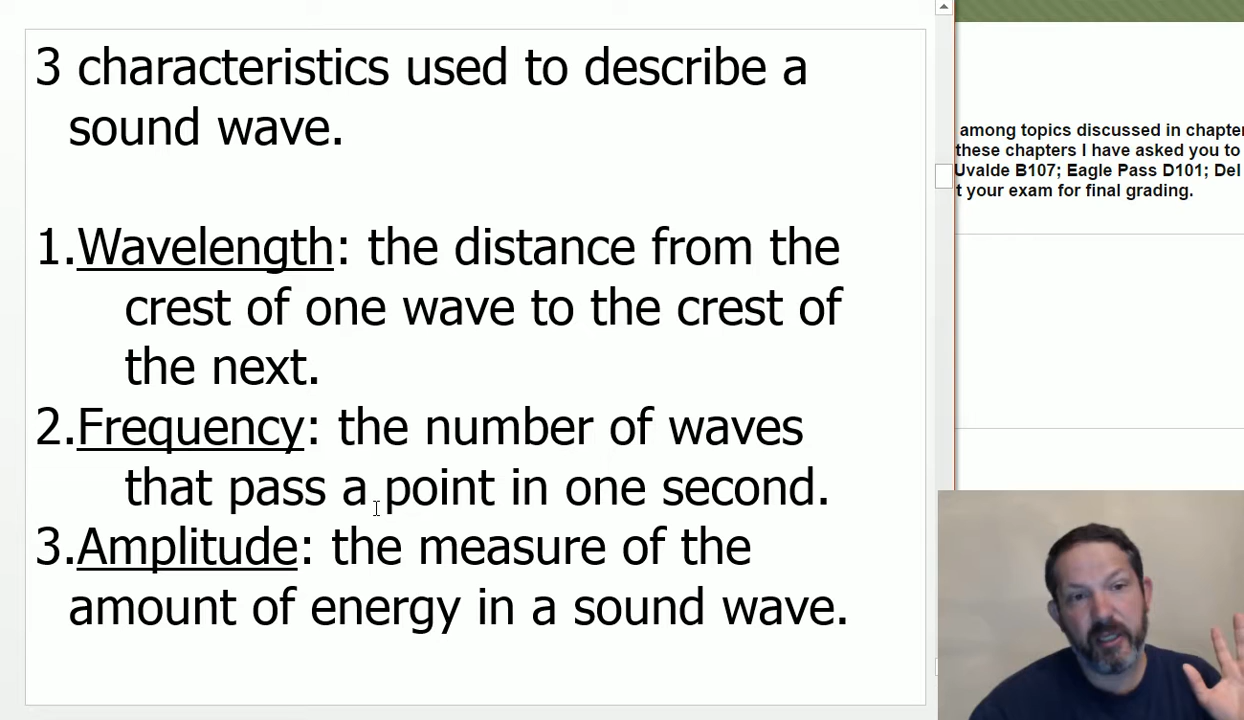 3 characteristics used to describe a
sound wave.
1.Wavelength: the distance from the
crest of one wave to the crest of
the next.
2.Frequency: the number of waves
that pass a point in one second.
3.Amplitude: the measure of the
amount of energy in a sound wave.
among topics discussed in chapter
these chapters I have asked you to
Uvalde B107; Eagle Pass D101; Del
t your exam for final grading.